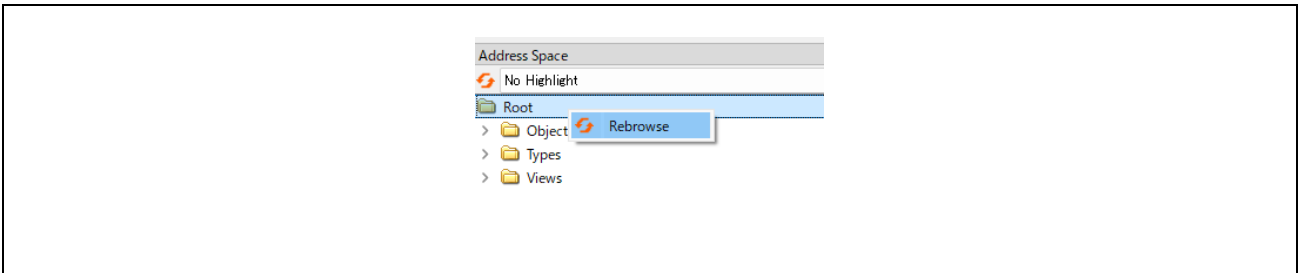 Address Space
No Highlight
Root
Object
Rebrowse
Types
Views